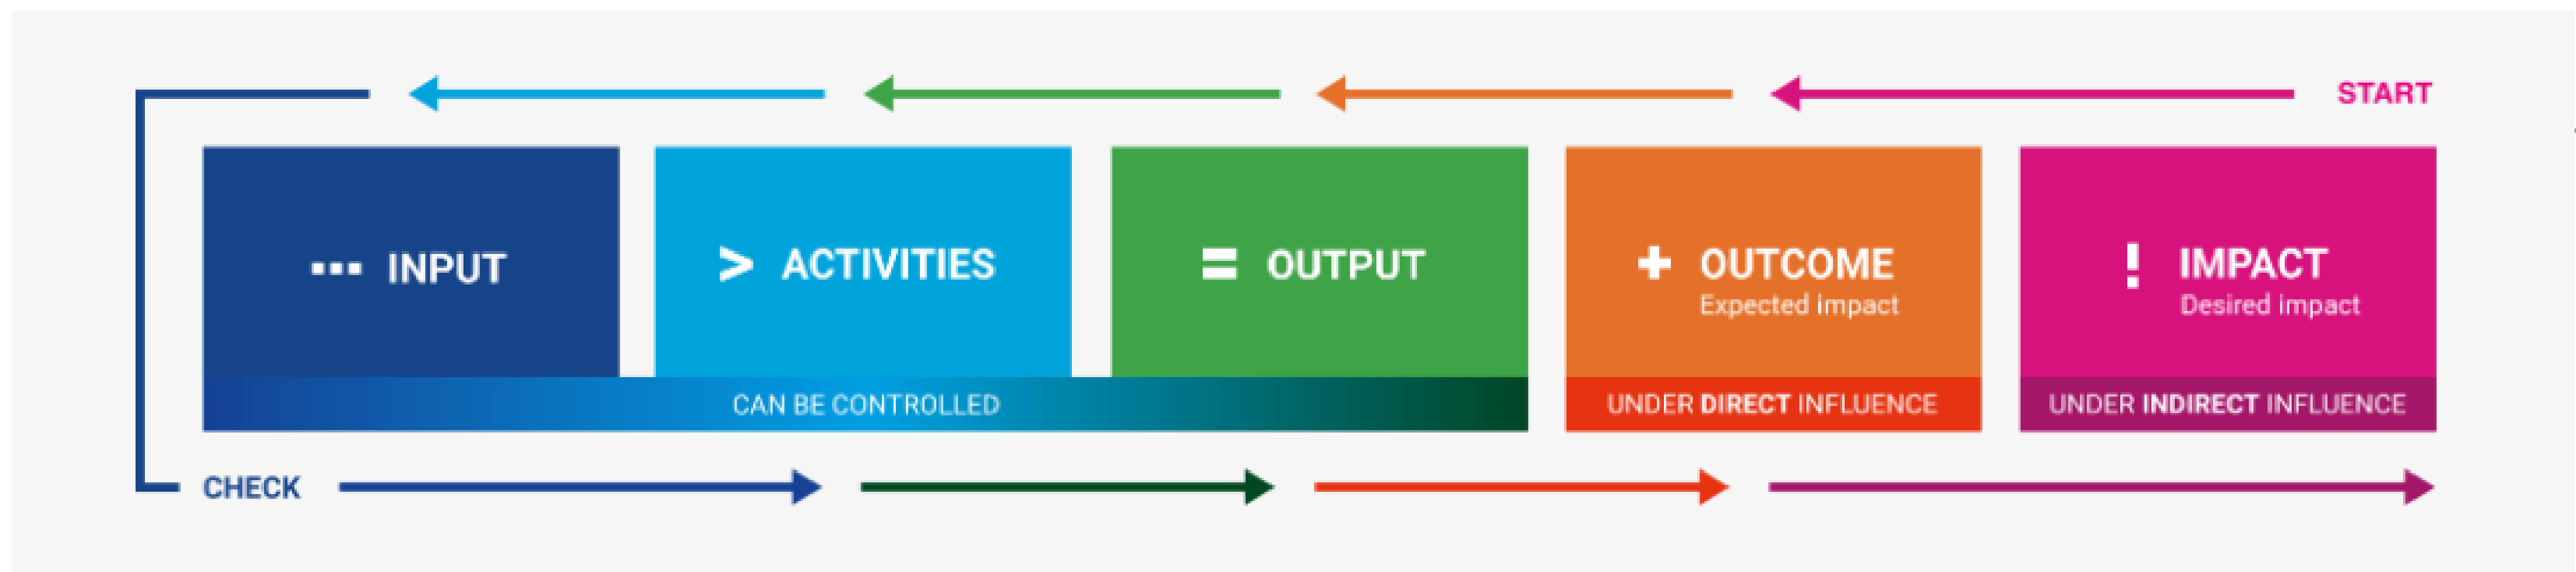 START
INPUT
> ACTIVITIES
= OUTPUT
+ OUTCOME
Expected impact
! IMPACT
Desired impact
CAN BE CONTROLLED
UNDER DIRECT INFLUENCE
UNDER INDIRECT INFLUENCE
CHECK